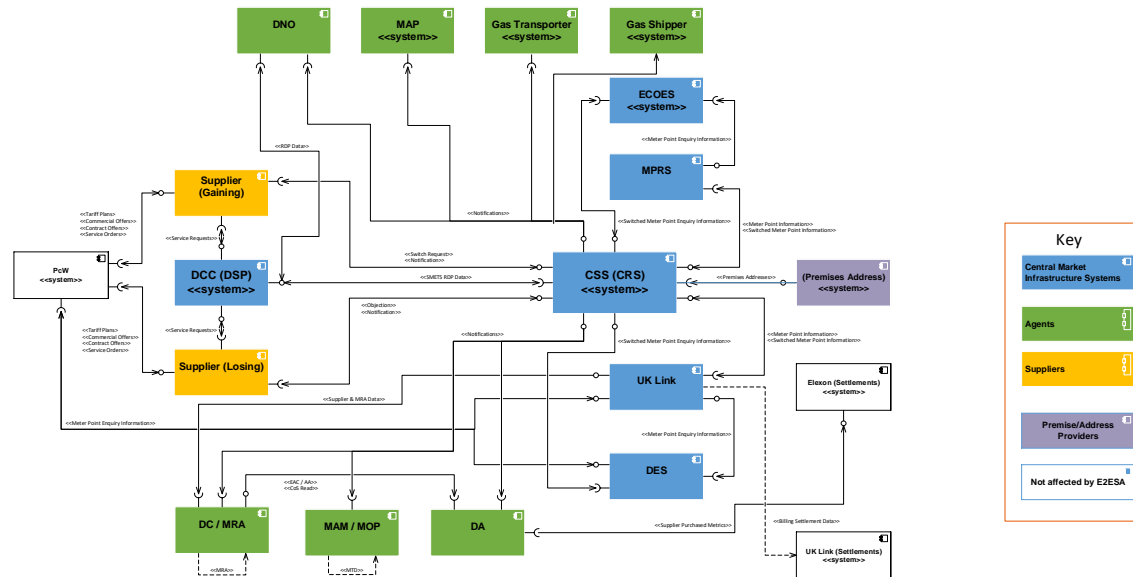 DNO
MAP
<<system>>
Gas Transporter
<<system>>
Gas Shipper
<<system>>
ECOES
<<system>>
<<Meter Point Enquiry Information>>
<<RDP Data>>
MPRS
Supplier
(Gaining)
<<Tariff Plans>>
<<Commercial Offers>>
<<Contract Offers>>
<<Service Orders>>
<<Notifications>>
<<Switched Meter Point Enquiry Information>>
<<Meter Point Information>>
<<Switched Meter Point Information>>
<<Service Requests>>
<<Switch Request>>
<<Notification>>
Key
PcW
<<system>>
DCC (DSP)
<<system>>
<<SMETS RDP Data>>
CSS (CRS)
<<system>>
<<Premises Addresses>>
(Premises Address)
<<system>>
Central Market
Infrastructure Systems
<<Objection>>
<<Notification>>
Agents
<<Tariff Plans>>
<<Commercial Offers>>
<<Contract Offers>>
<<Service Orders>>
<<Service Requests>>
<<Notifications>>
<<Switched Meter Point Enquiry Information>>
<<Meter Point Information>>
<<Switched Meter Point Information>>
Supplier (Losing)
Suppliers
UK Link
Elexon (Settlements)
<<system>>
<<Supplier & MRA Data>>
<<Meter Point Enquiry Information>>
<<Meter Point Enquiry Information>>
Premise/Address
Providers
DES
<<EAC / AA>>
<<CoS Read>>
Not affected by E2ESA
DC / MRA
MAM / MOP
DA
<<Supplier Purchased Metrics>>
<<Billing Settlement Data>>
UK Link (Settlements)
<<system>>
<<MRA>>
<<MTD>>